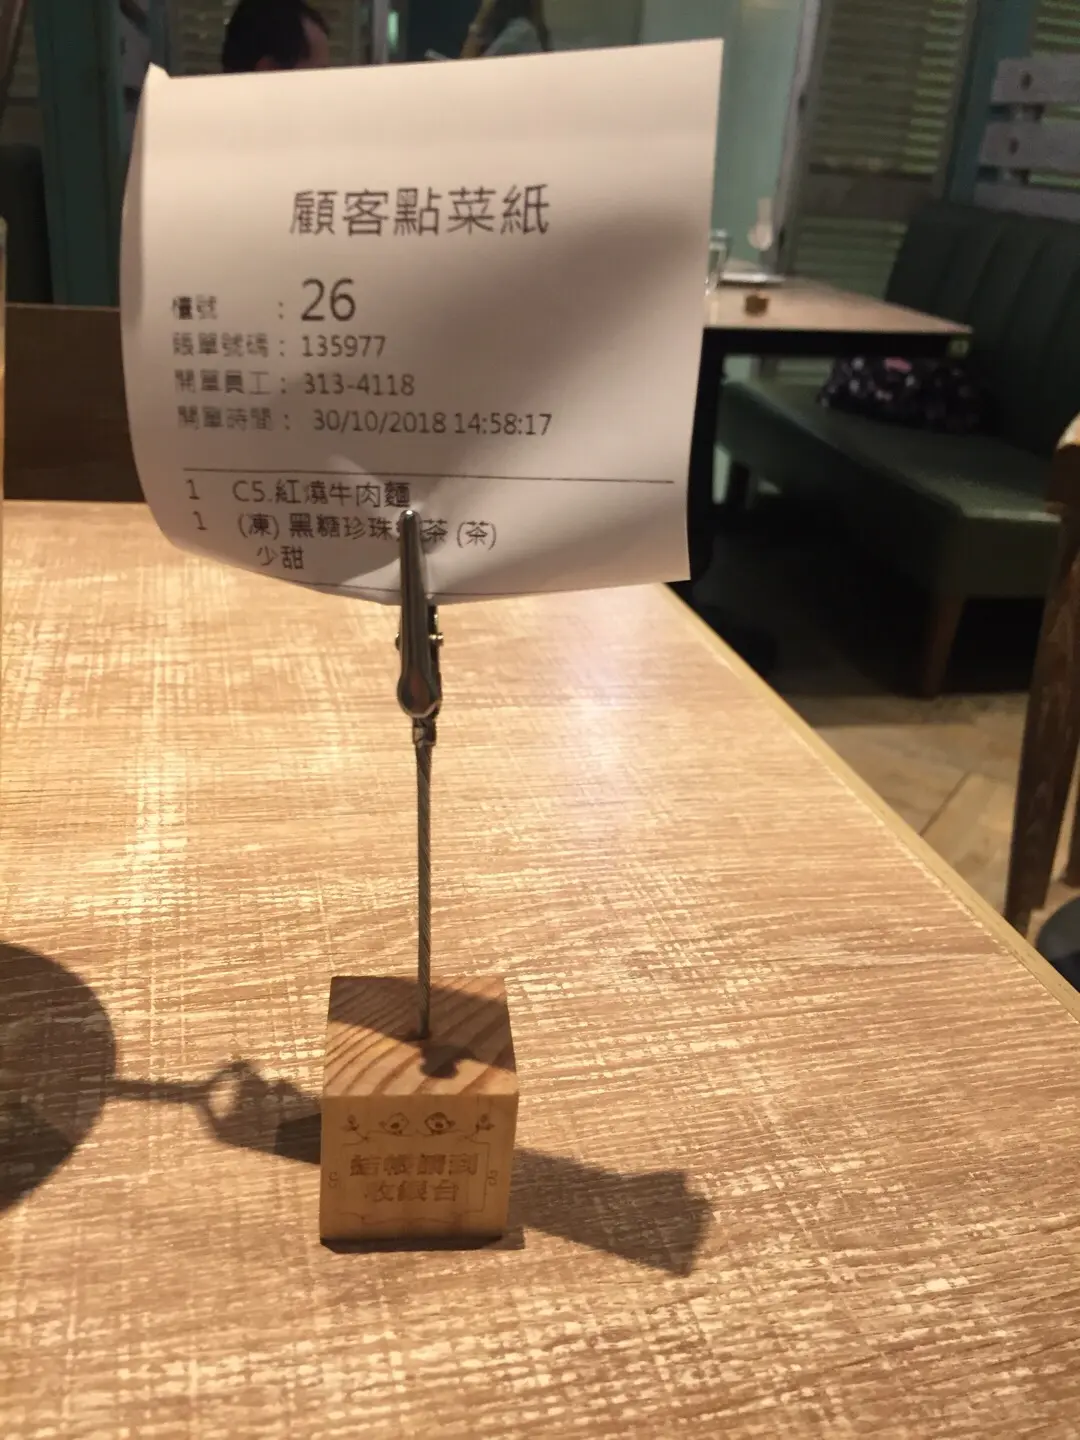 顧客點菜紙
檯號 : 26
賬單號碼 : 135977
開單員工 : 313-4118
開單時間 : 30/10/2018 14:58:17
1 C5.紅燒牛肉麵
1 (凍) 黑糖珍珠 茶 (茶)
少甜
結帳請到
收銀台